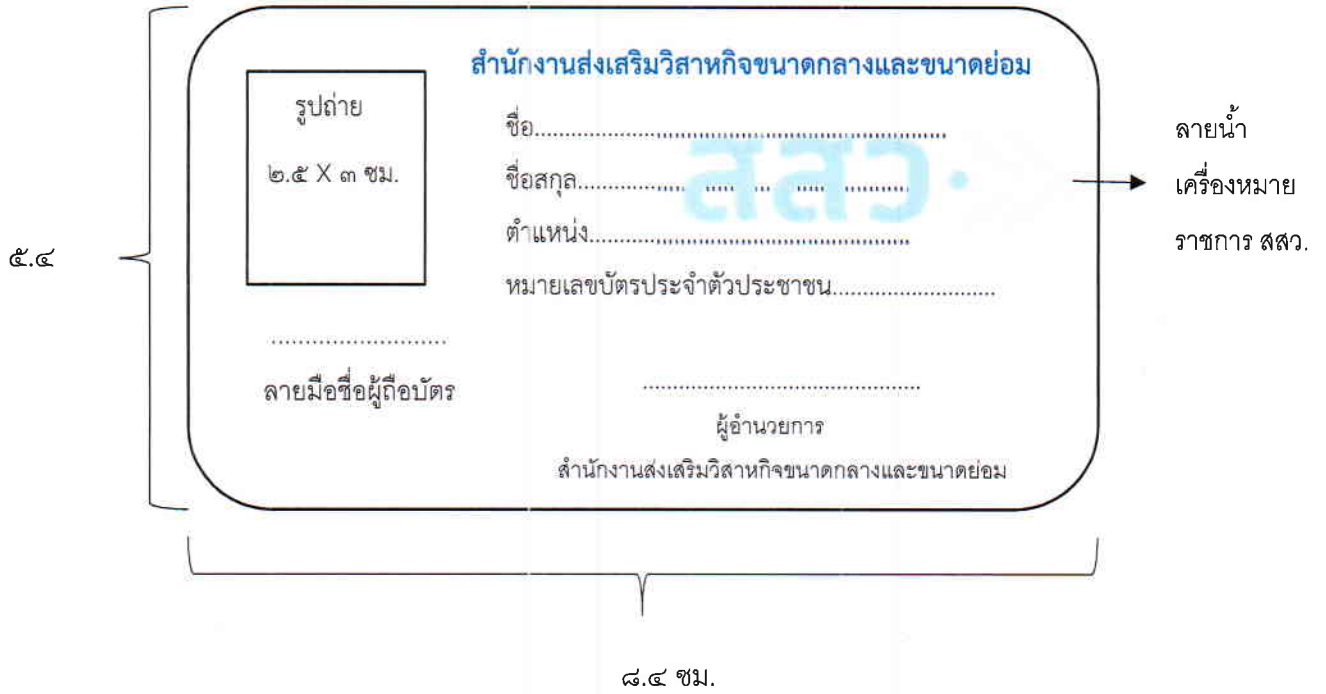 สำนักงานส่งเสริมวิสาหกิจขนาดกลางและขนาดย่อม
รูปถ่าย
๒.๕ X ๓ ซม.
ชื่อ..................................................
ชื่อสกุล..................................................
ตำแหน่ง..................................................
หมายเลขบัตรประจำตัวประชาชน...........................
สสว
ลายน้ำ
เครื่องหมาย
ราชการ สสว.
๕.๔
..........................
ลายมือชื่อผู้ถือบัตร
..............................................
ผู้อำนวยการ
สำนักงานส่งเสริมวิสาหกิจขนาดกลางและขนาดย่อม
๘.๔ ซม.